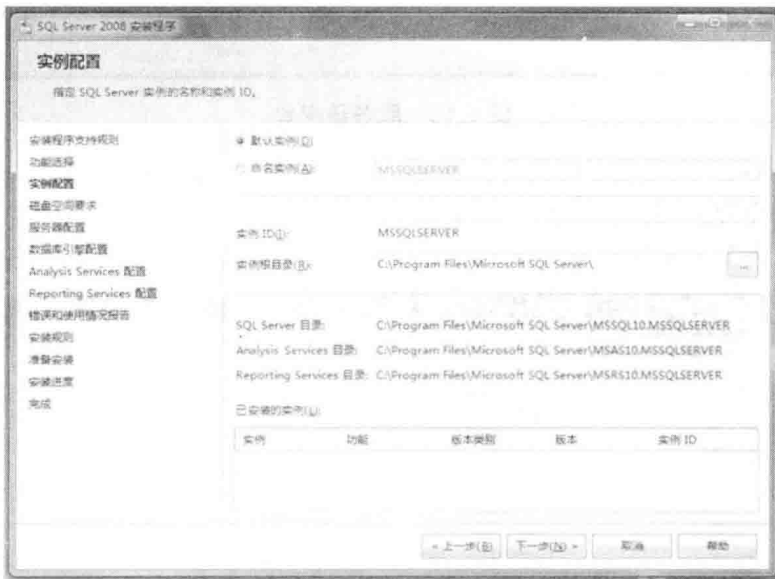 SQL Server 2008 安装程序
实例配置
指定 SQL Server 实例的名称和实例 ID。
安装程序支持规则
功能选择
实例配置
磁盘空间要求
服务器配置
数据库引擎配置
Analysis Services 配置
Reporting Services 配置
错误和使用情况报告
安装规则
准备安装
安装进度
完成
默认实例(D)
命名实例(A): MSSQLSERVER
实例 ID(I): MSSQLSERVER
实例根目录(R): C:\Program Files\Microsoft SQL Server\ ...
SQL Server 目录: C:\Program Files\Microsoft SQL Server\MSSQL10.MSSQLSERVER
Analysis Services 目录: C:\Program Files\Microsoft SQL Server\MSAS10.MSSQLSERVER
Reporting Services 目录: C:\Program Files\Microsoft SQL Server\MSRS10.MSSQLSERVER
已安装的实例(L):
实例 功能 版本类别 版本 实例 ID
< 上一步(B) 下一步(N) > 取消 帮助